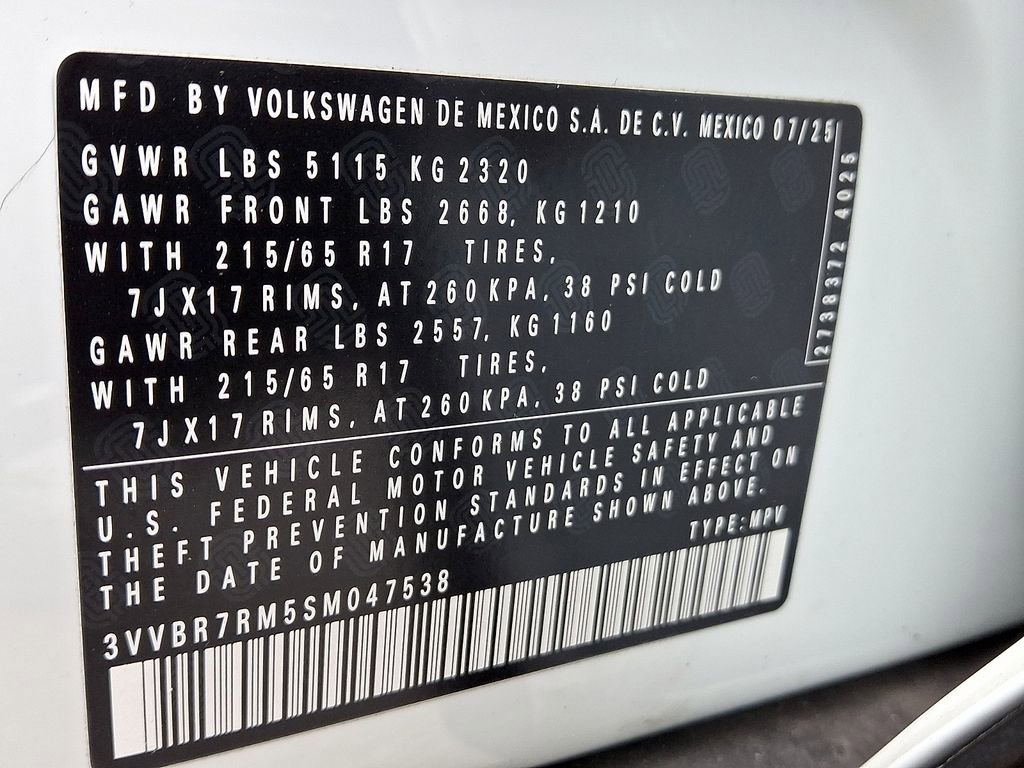 MFD BY VOLKSWAGEN DE MEXICO S.A. DE C.V. MEXICO 07/25
GVWR LBS 5115 KG 2320
GAWR FRONT LBS 2668, KG 1210
WITH 215/65 R17 TIRES,
7JX17 RIMS, AT 260 KPA, 38 PSI COLD
GAWR REAR LBS 2557, KG 1160
WITH 215/65 R17 TIRES,
7JX17 RIMS, AT 260 KPA, 38 PSI COLD
2738372 4025
THIS VEHICLE CONFORMS TO ALL APPLICABLE
U.S. FEDERAL MOTOR VEHICLE SAFETY AND
THEFT PREVENTION STANDARDS IN EFFECT ON
THE DATE OF MANUFACTURE SHOWN ABOVE.
TYPE: MPV
3VVBR7RM5SM047538